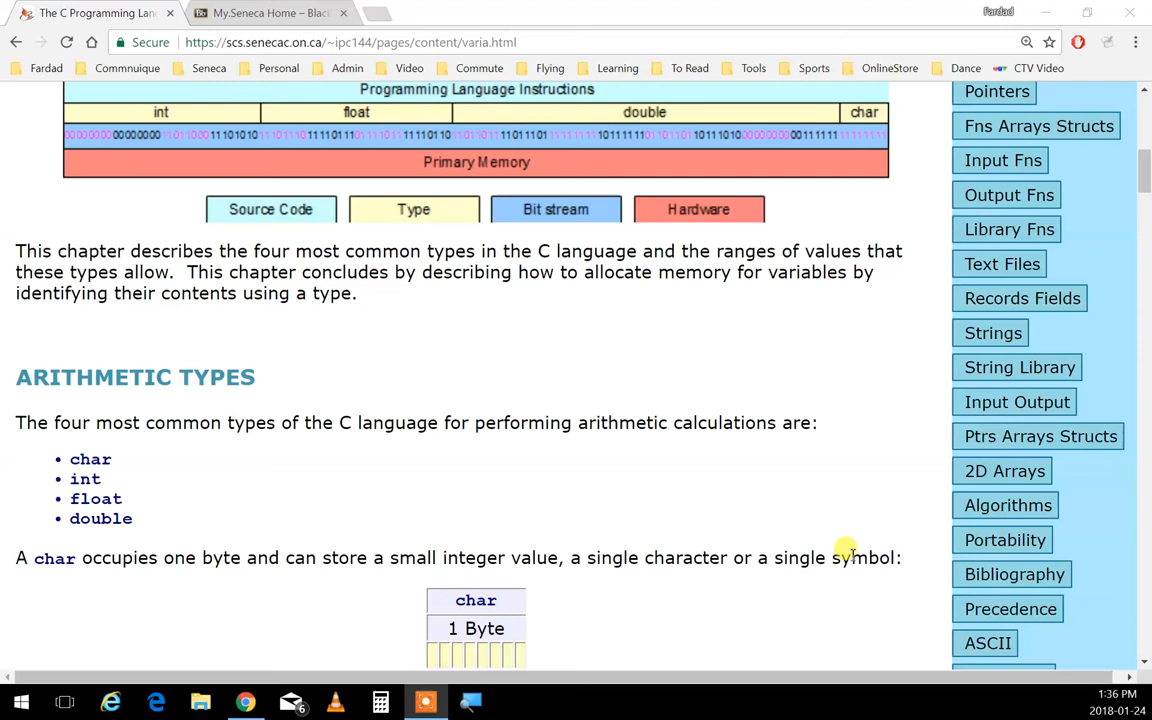 The C Programming Lan
My.Seneca Home – Black
Fardad
Secure
https://scs.senecac.on.ca/~ipc144/pages/content/varia.html
Fardad
Commnuique
Seneca
Personal
Admin
Video
Commute
Flying
Learning
To Read
Tools
Sports
OnlineStore
Dance
CTV Video
Programming Language Instructions
int float double char
Primary Memory
Source Code
Type
Bit stream
Hardware
This chapter describes the four most common types in the C language and the ranges of values that
these types allow.  This chapter concludes by describing how to allocate memory for variables by
identifying their contents using a type.
ARITHMETIC TYPES
The four most common types of the C language for performing arithmetic calculations are:
• char
• int
• float
• double
A char occupies one byte and can store a small integer value, a single character or a single symbol:
char
1 Byte
Pointers
Fns Arrays Structs
Input Fns
Output Fns
Library Fns
Text Files
Records Fields
Strings
String Library
Input Output
Ptrs Arrays Structs
2D Arrays
Algorithms
Portability
Bibliography
Precedence
ASCII
6
1:36 PM
2018-01-24